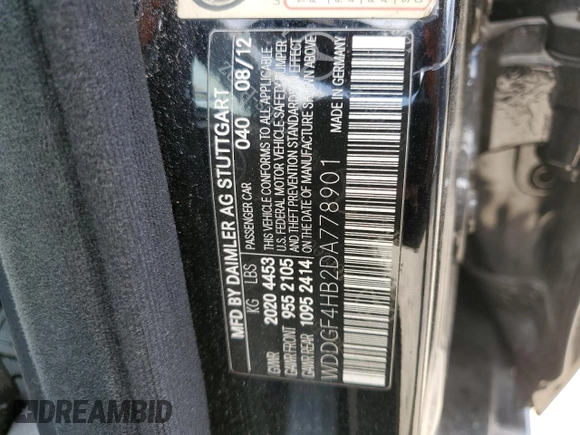 MFD BY DAIMLER AG STUTTGART
040 08/12
PASSENGER CAR
THIS VEHICLE CONFORMS TO ALL APPLICABLE
U.S. FEDERAL MOTOR VEHICLE SAFETY BUMPER
AND THEFT PREVENTION STANDARDS IN EFFECT
ON THE DATE OF MANUFACTURE SHOWN ABOVE
KG LBS
GVWR 2020 4453
GAWR FRONT 955 2105
GAWR REAR 1095 2414
MADE IN GERMANY
WDDGF4HB2DA778901
DREAMBID